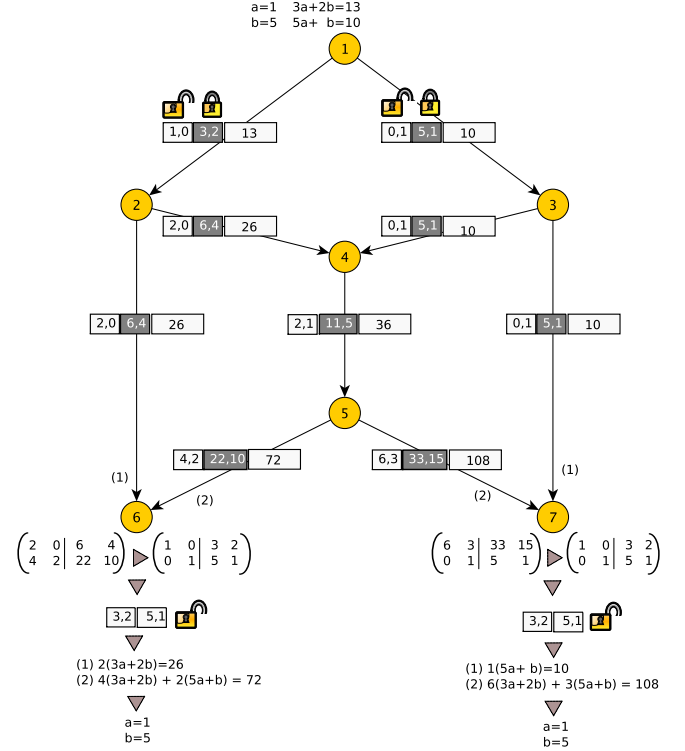 a=1 3a+2b=13
b=5 5a+ b=10
1
1,0 3,2 13
0,1 5,1 10
2
3
2,0 6,4 26
0,1 5,1 10
4
2,0 6,4 26
2,1 11,5 36
0,1 5,1 10
5
4,2 22,10 72
6,3 33,15 108
(1)
(2)
(2)
(1)
6
7
2 0 6 4
4 2 22 10
1 0 3 2
0 1 5 1
6 3 33 15
0 1 5 1
1 0 3 2
0 1 5 1
3,2 5,1
3,2 5,1
(1) 2(3a+2b)=26
(2) 4(3a+2b) + 2(5a+b) = 72
(1) 1(5a+ b)=10
(2) 6(3a+2b) + 3(5a+b) = 108
a=1
b=5
a=1
b=5